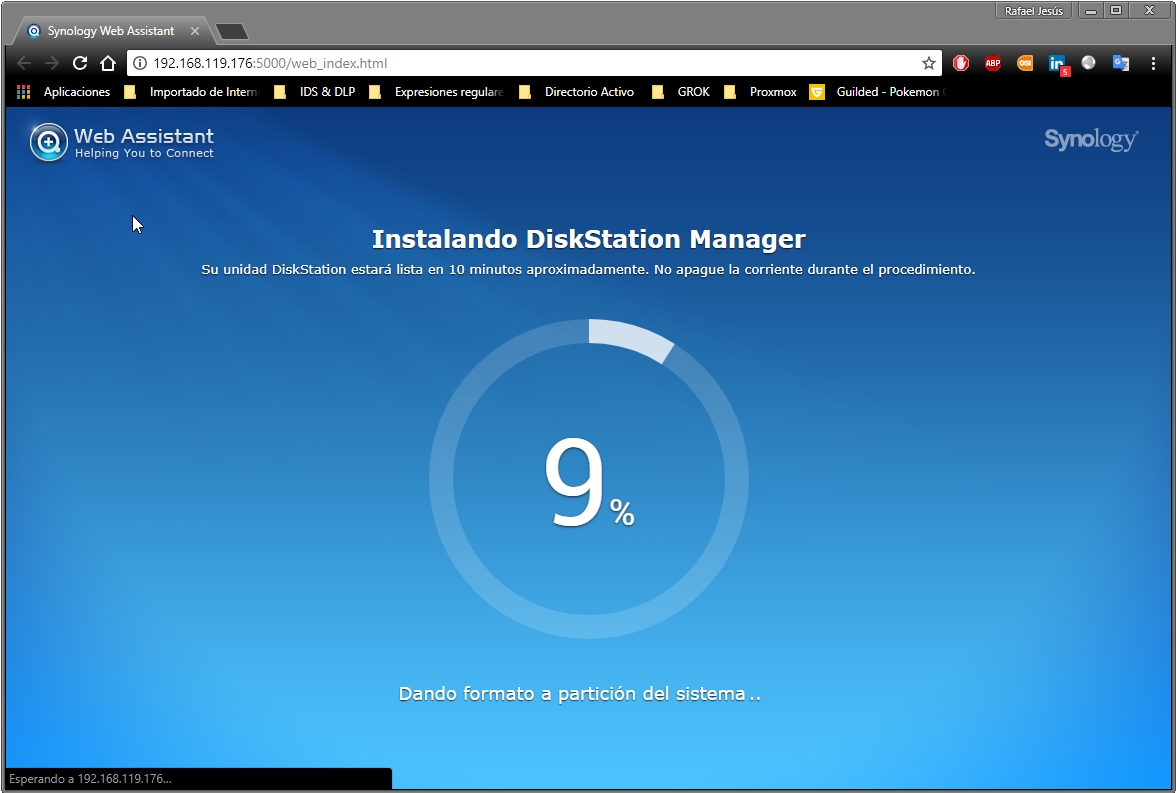 Rafael Jesús
Synology Web Assistant
192.168.119.176:5000/web_index.html
ABP
OSI
in
5
Aplicaciones
Importado de Intern
IDS & DLP
Expresiones regulare
Directorio Activo
GROK
Proxmox
Guilded - Pokemon
Web Assistant
Helping You to Connect
Synology
Instalando DiskStation Manager
Su unidad DiskStation estará lista en 10 minutos aproximadamente. No apague la corriente durante el procedimiento.
9%
Dando formato a partición del sistema ..
Esperando a 192.168.119.176...